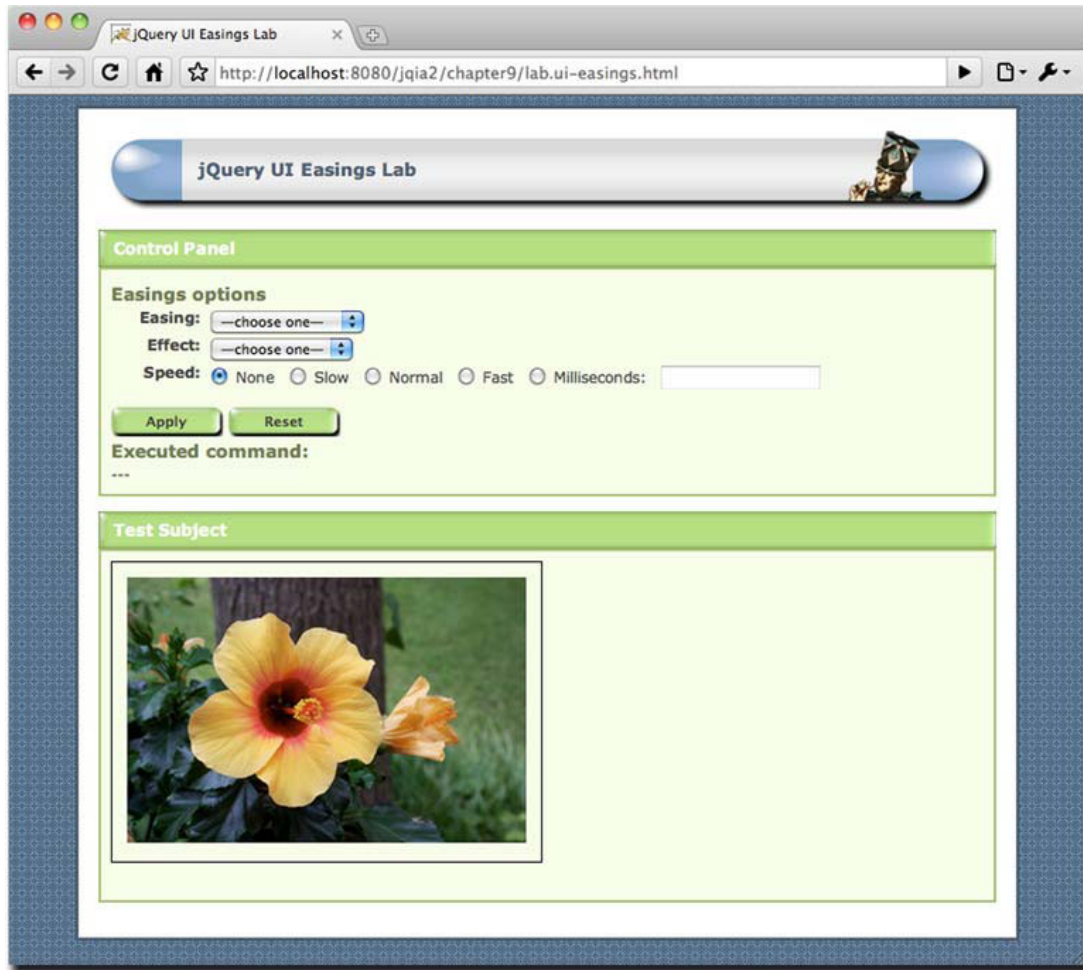 jQuery UI Easings Lab
http://localhost:8080/jqia2/chapter9/lab.ui-easings.html
jQuery UI Easings Lab
Control Panel
Easings options
Easing: —choose one—
Effect: —choose one—
Speed: None Slow Normal Fast Milliseconds:
Apply Reset
Executed command:
---
Test Subject